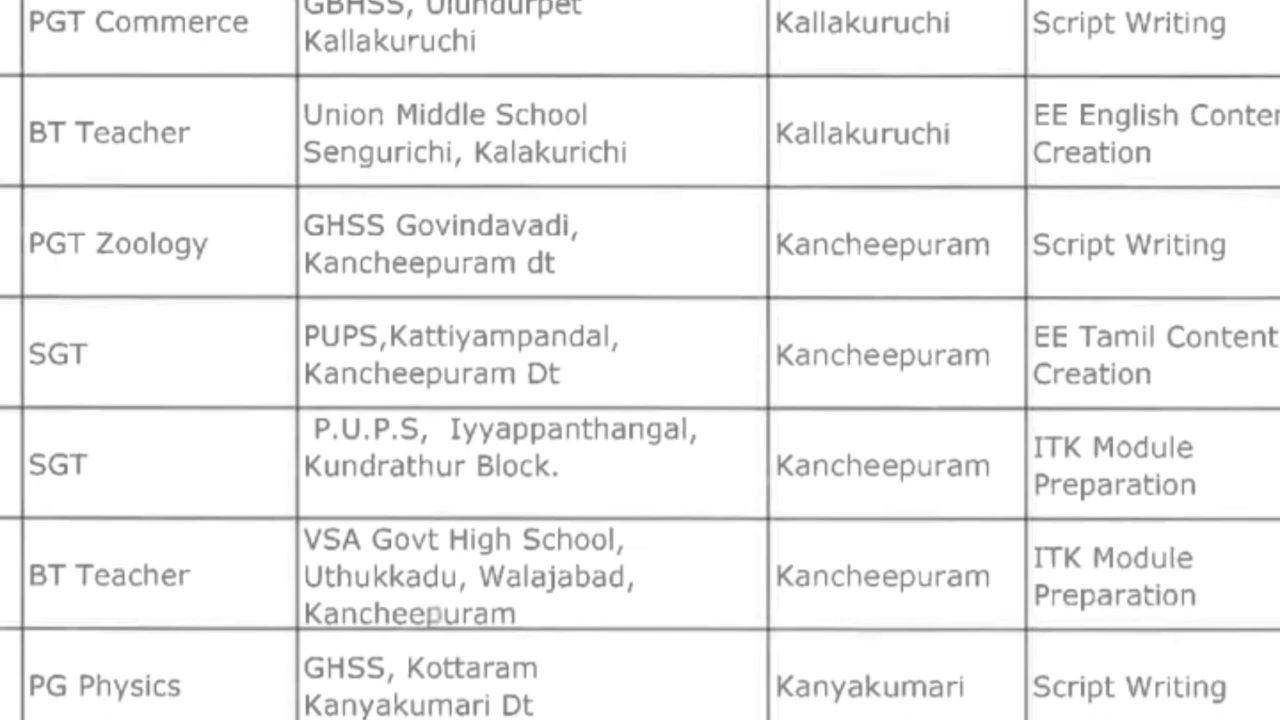 PGT Commerce
GBHSS, Ulundurpet
Kallakuruchi
Kallakuruchi
Script Writing
BT Teacher
Union Middle School
Sengurichi, Kalakurichi
Kallakuruchi
EE English Conten
Creation
PGT Zoology
GHSS Govindavadi,
Kancheepuram dt
Kancheepuram
Script Writing
SGT
PUPS,Kattiyampandal,
Kancheepuram Dt
Kancheepuram
EE Tamil Content
Creation
SGT
P.U.P.S, Iyyappanthangal,
Kundrathur Block.
Kancheepuram
ITK Module
Preparation
BT Teacher
VSA Govt High School,
Uthukkadu, Walajabad,
Kancheepuram
Kancheepuram
ITK Module
Preparation
PG Physics
GHSS, Kottaram
Kanyakumari Dt
Kanyakumari
Script Writing